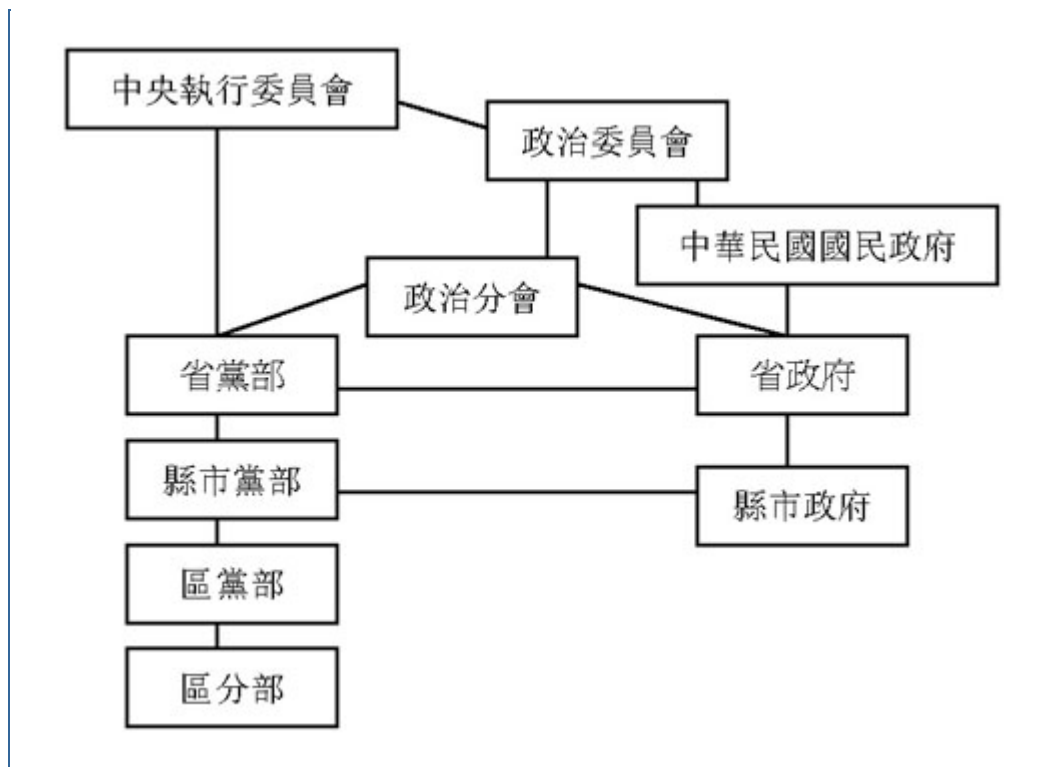 中央執行委員會
政治委員會
中華民國國民政府
政治分會
省黨部
省政府
縣市黨部
縣市政府
區黨部
區分部